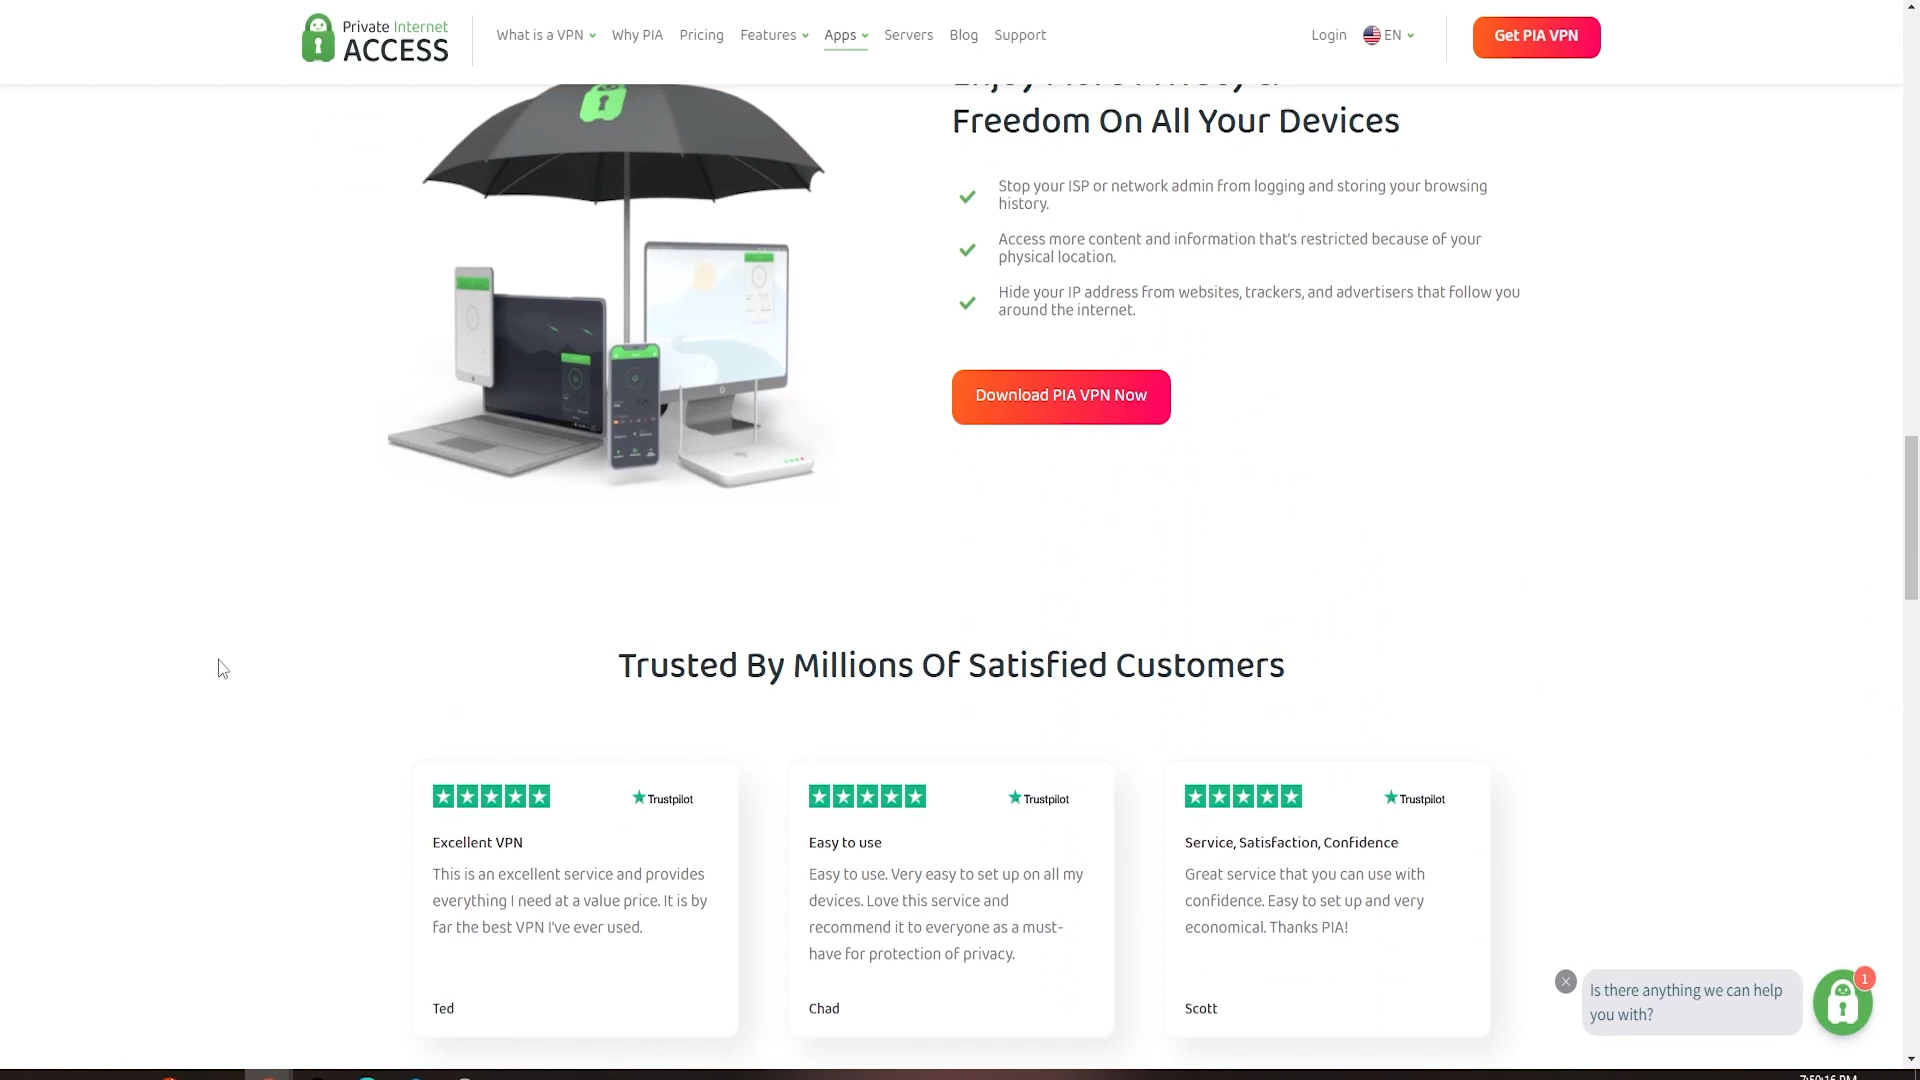 Private Internet
ACCESS
What is a VPN
Why PIA
Pricing
Features
Apps
Servers
Blog
Support
Login
EN
Get PIA VPN
Freedom On All Your Devices
Stop your ISP or network admin from logging and storing your browsing
history.
Access more content and information that's restricted because of your
physical location.
Hide your IP address from websites, trackers, and advertisers that follow you
around the internet.
Download PIA VPN Now
Trusted By Millions Of Satisfied Customers
Trustpilot
Excellent VPN
This is an excellent service and provides
everything I need at a value price. It is by
far the best VPN I've ever used.
Ted
Trustpilot
Easy to use
Easy to use. Very easy to set up on all my
devices. Love this service and
recommend it to everyone as a must-
have for protection of privacy.
Chad
Trustpilot
Service, Satisfaction, Confidence
Great service that you can use with
confidence. Easy to set up and very
economical. Thanks PIA!
Scott
Is there anything we can help
you with?
1